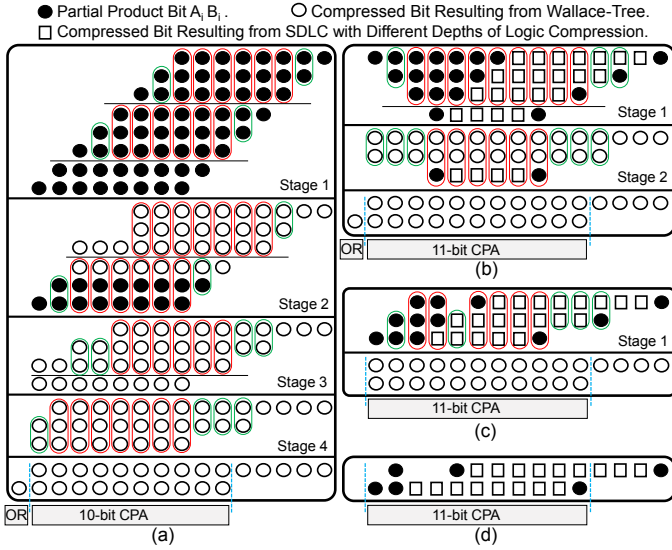 Partial Product Bit AᵢBᵢ. Compressed Bit Resulting from Wallace-Tree.
Compressed Bit Resulting from SDLC with Different Depths of Logic Compression.
Stage 1
Stage 2
Stage 3
Stage 4
OR 10-bit CPA
(a)
Stage 1
Stage 2
OR 11-bit CPA
(b)
Stage 1
11-bit CPA
(c)
11-bit CPA
(d)